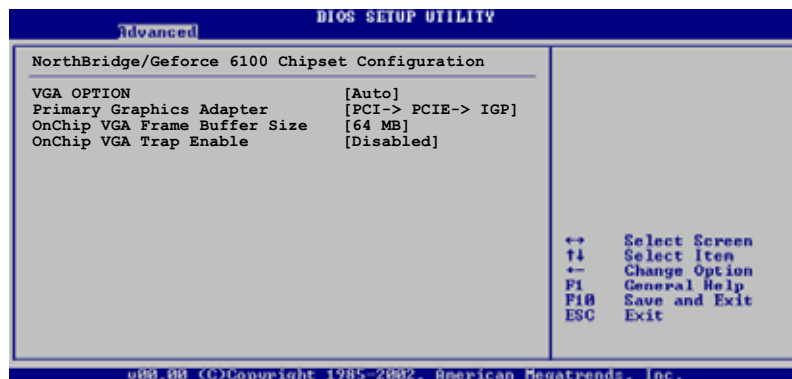 BIOS SETUP UTILITY
Advanced
NorthBridge/Geforce 6100 Chipset Configuration
VGA OPTION [Auto]
Primary Graphics Adapter [PCI-> PCIE-> IGP]
OnChip VGA Frame Buffer Size [64 MB]
OnChip VGA Trap Enable [Disabled]
↔ Select Screen
↑↓ Select Item
+- Change Option
F1 General Help
F10 Save and Exit
ESC Exit
v00.00 (C)Copyright 1985-2002, American Megatrends, Inc.